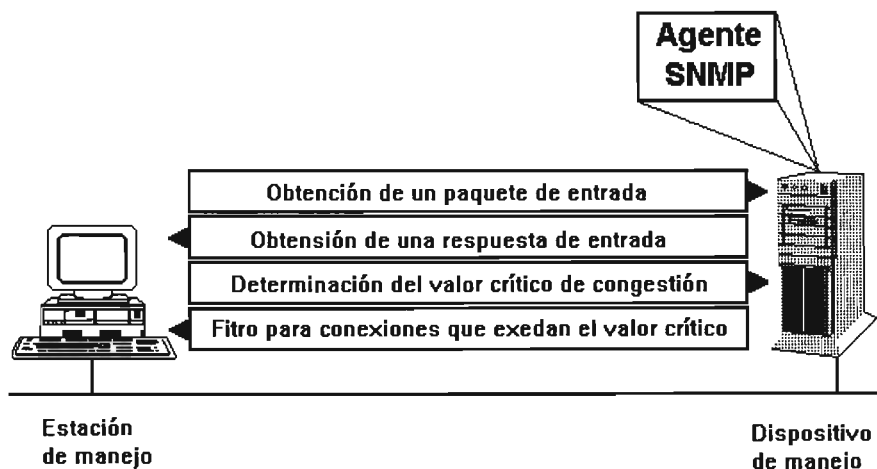 Agente
SNMP
Obtención de un paquete de entrada
Obtensión de una respuesta de entrada
Determinación del valor crítico de congestión
Fitro para conexiones que exedan el valor crítico
Estación
de manejo
Dispositivo
de manejo